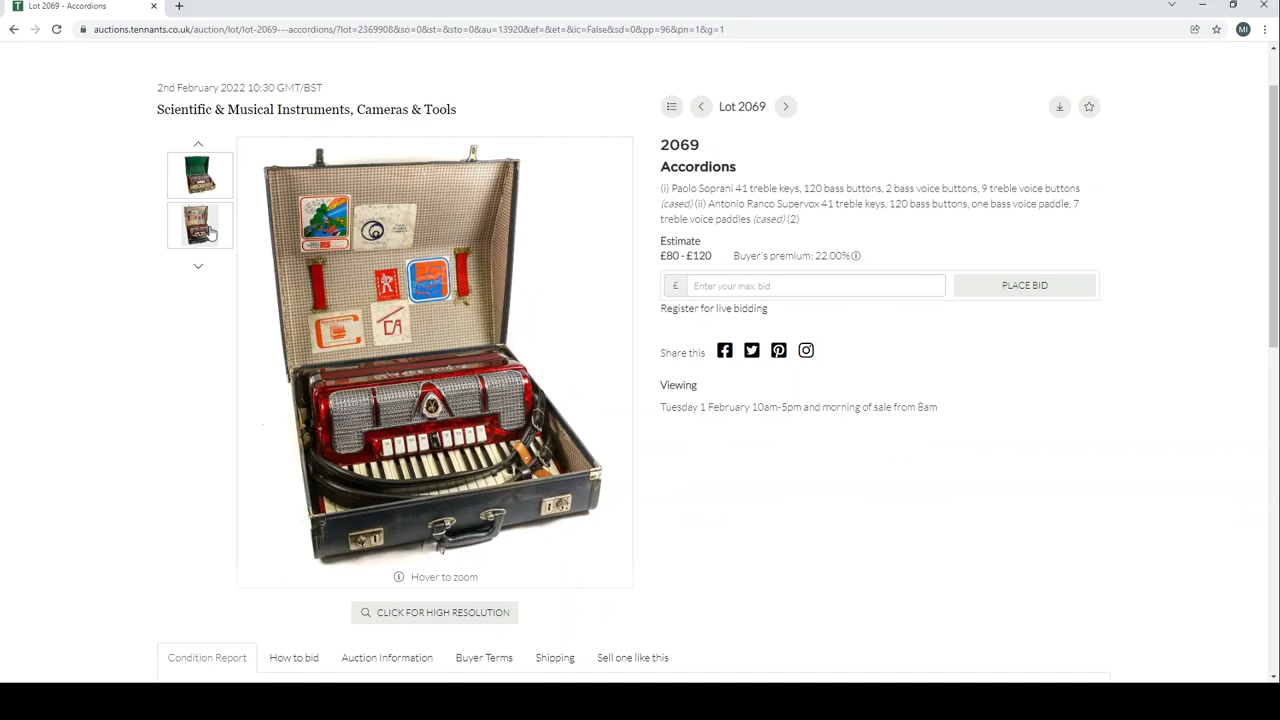 Lot 2069 - Accordions
auctions.tennants.co.uk/auction/lot/lot-2069---accordions/?lot=2369908&so=0&st=&sto=0&au=13920&ef=&et=&ic=False&sd=0&pp=96&pn=1&g=1
MI
2nd February 2022 10:30 GMT/BST
Scientific & Musical Instruments, Cameras & Tools
Lot 2069
2069
Accordions
(i) Paolo Soprani 41 treble keys, 120 bass buttons, 2 bass voice buttons, 9 treble voice buttons
(cased) (ii) Antonio Ranco Supervox 41 treble keys, 120 bass buttons, one bass voice paddle, 7
treble voice paddles (cased) (2)
Estimate
£80 - £120 Buyer's premium: 22.00%
£ Enter your max. bid PLACE BID
Register for live bidding
Share this
Viewing
Tuesday 1 February 10am-5pm and morning of sale from 8am
CA
Hover to zoom
CLICK FOR HIGH RESOLUTION
Condition Report How to bid Auction Information Buyer Terms Shipping Sell one like this